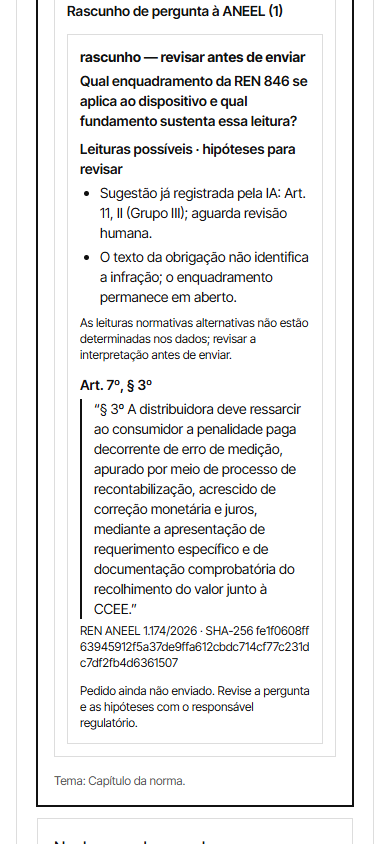 Rascunho de pergunta à ANEEL (1)
rascunho — revisar antes de enviar
Qual enquadramento da REN 846 se
aplica ao dispositivo e qual
fundamento sustenta essa leitura?
Leituras possíveis · hipóteses para
revisar
Sugestão já registrada pela IA: Art.
11, II (Grupo III); aguarda revisão
humana.
O texto da obrigação não identifica
a infração; o enquadramento
permanece em aberto.
As leituras normativas alternativas não estão
determinadas nos dados; revisar a
interpretação antes de enviar.
Art. 7º, § 3º
“§ 3º A distribuidora deve ressarcir
ao consumidor a penalidade paga
decorrente de erro de medição,
apurado por meio de processo de
recontabilização, acrescido de
correção monetária e juros,
mediante a apresentação de
requerimento específico e de
documentação comprobatória do
recolhimento do valor junto à
CCEE.”
REN ANEEL 1.174/2026 · SHA-256 fe1f0608ff
63945912f5a37de9ffa612cbdc714cf77c231d
c7df2fb4d6361507
Pedido ainda não enviado. Revise a pergunta
e as hipóteses com o responsável
regulatório.
Tema: Capítulo da norma.